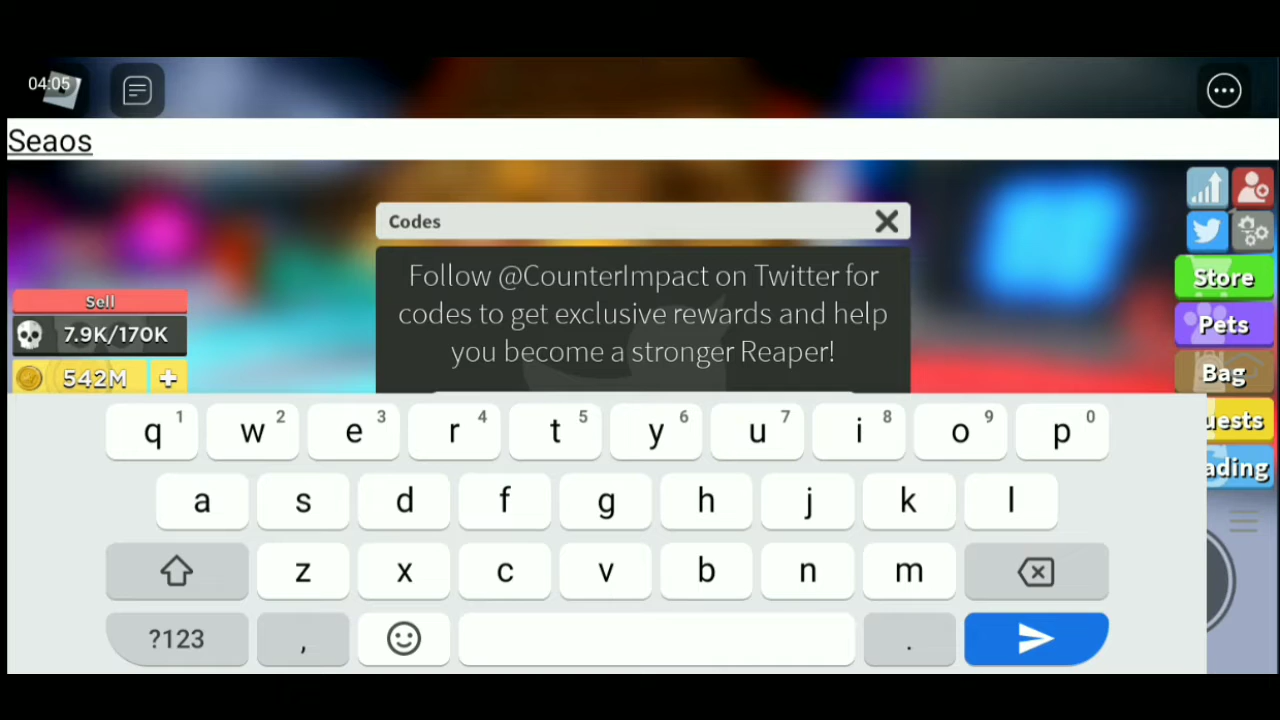 04:05
Seaos
Codes
Follow @CounterImpact on Twitter for
codes to get exclusive rewards and help
you become a stronger Reaper!
Sell
7.9K/170K
542M +
Store
Pets
Bag
uests
ading
q 1 w 2 e 3 r 4 t 5 y 6 u 7 i 8 o 9 p 0
a s d f g h j k l
z x c v b n m
?123 , .